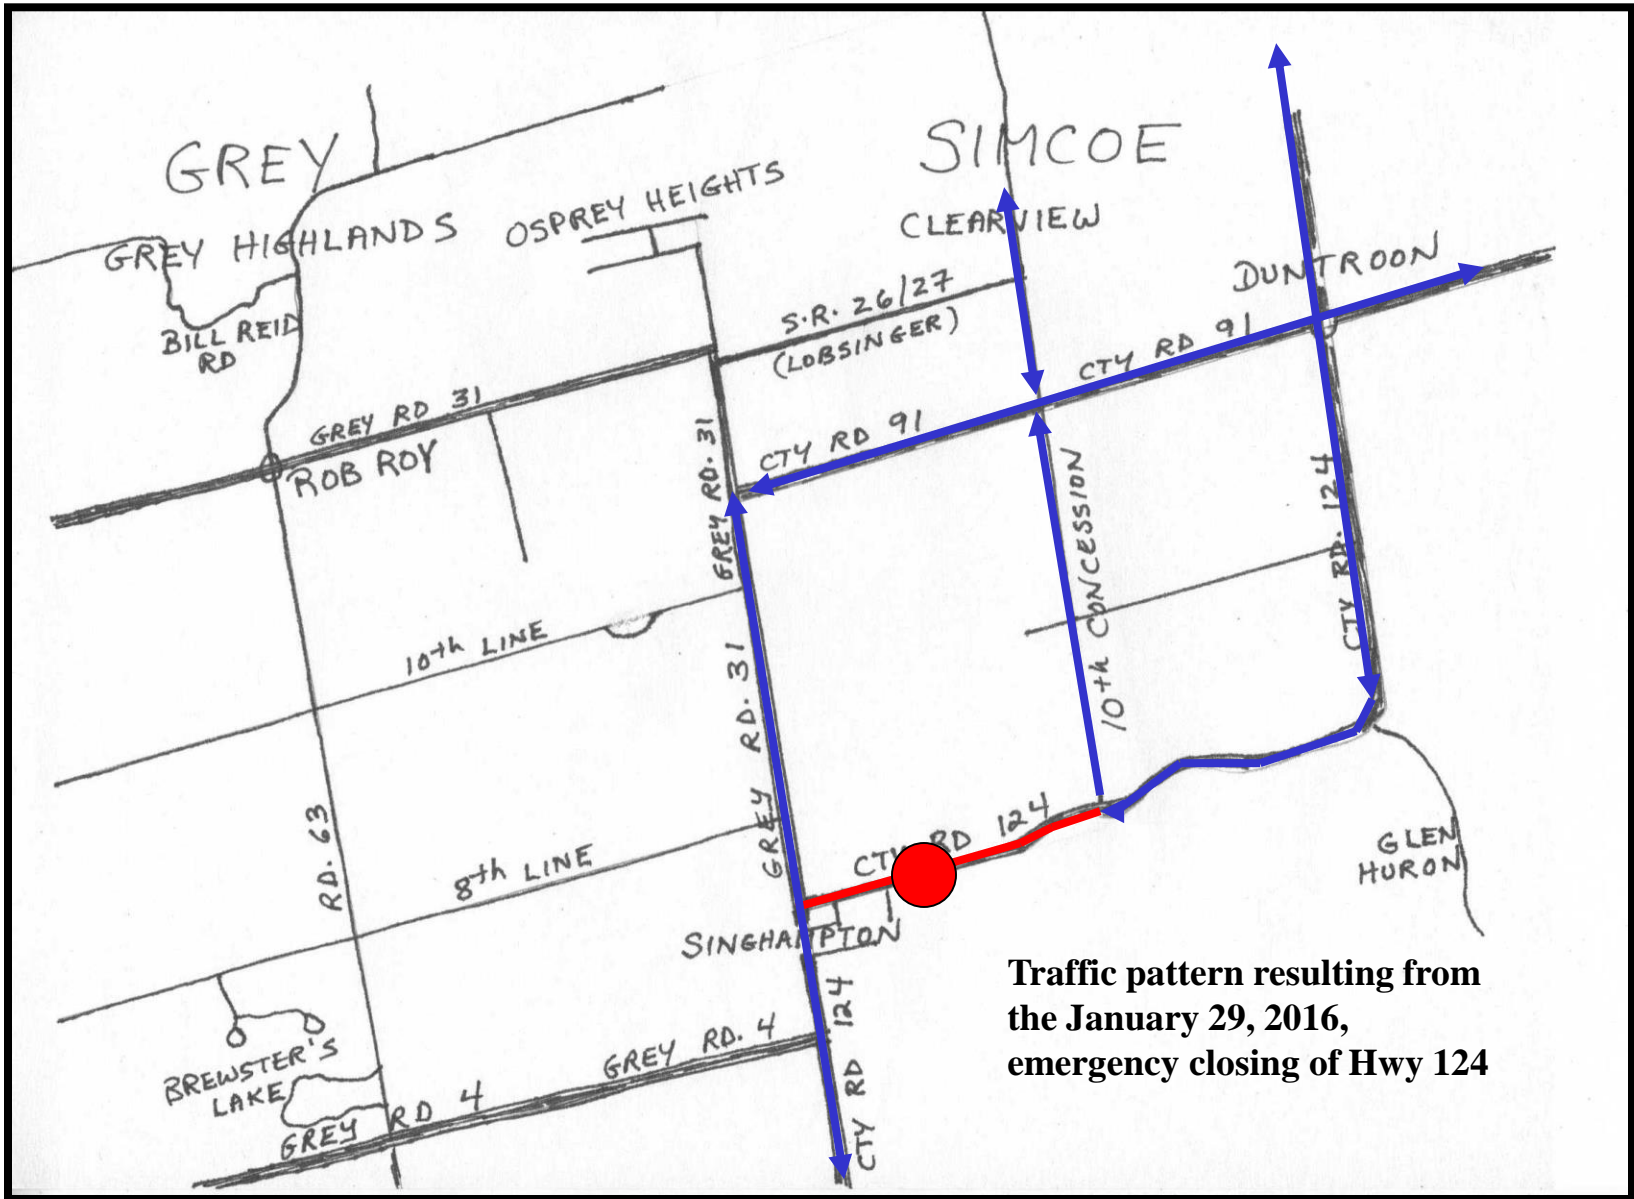 GREY
SIMCOE
GREY HIGHLANDS
OSPREY HEIGHTS
CLEARVIEW
DUNTROON
BILL REID
RD
S.R. 26/27
(LOBSINGER)
CTY RD 91
GREY RD 31
ROB ROY
CTY RD 91
GREY RD. 31
10th CONCESSION
CTY RD. 124
10th LINE
GREY RD. 31
RD. 63
8th LINE
CTY RD 124
GLEN
HURON
SINGHAMPTON
BREWSTER'S
LAKE
GREY RD. 4
GREY RD 4
CTY RD 124
Traffic pattern resulting from
the January 29, 2016,
emergency closing of Hwy 124